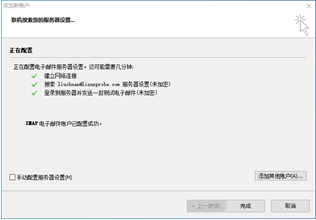 添加新账户
联机搜索您的服务器设置...
正在配置
正在配置电子邮件服务器设置。这可能需要几分钟:
建立网络连接
搜索 liuchuan@linuxprobe.com 服务器设置(未加密)
登录到服务器并发送一封测试电子邮件(未加密)
IMAP 电子邮件账户已配置成功。
手动配置服务器设置(M)
添加其他账户(A)...
< 上一步(B)
完成
取消